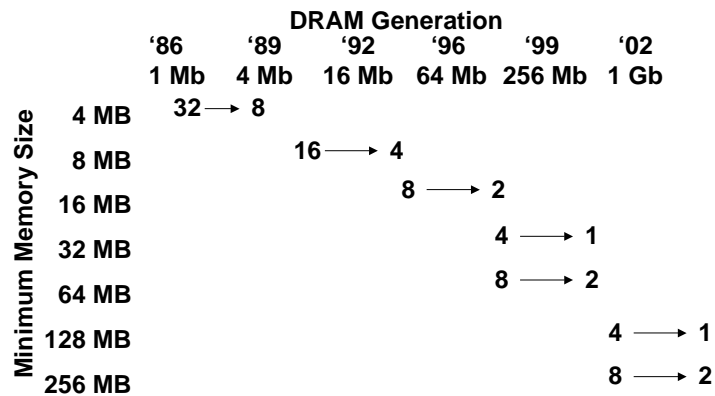 DRAM Generation
‘86 ‘89 ‘92 ‘96 ‘99 ‘02
1 Mb 4 Mb 16 Mb 64 Mb 256 Mb 1 Gb
Minimum Memory Size
4 MB 32 8
8 MB 16 4
16 MB 8 2
32 MB 4 1
64 MB 8 2
128 MB 4 1
256 MB 8 2